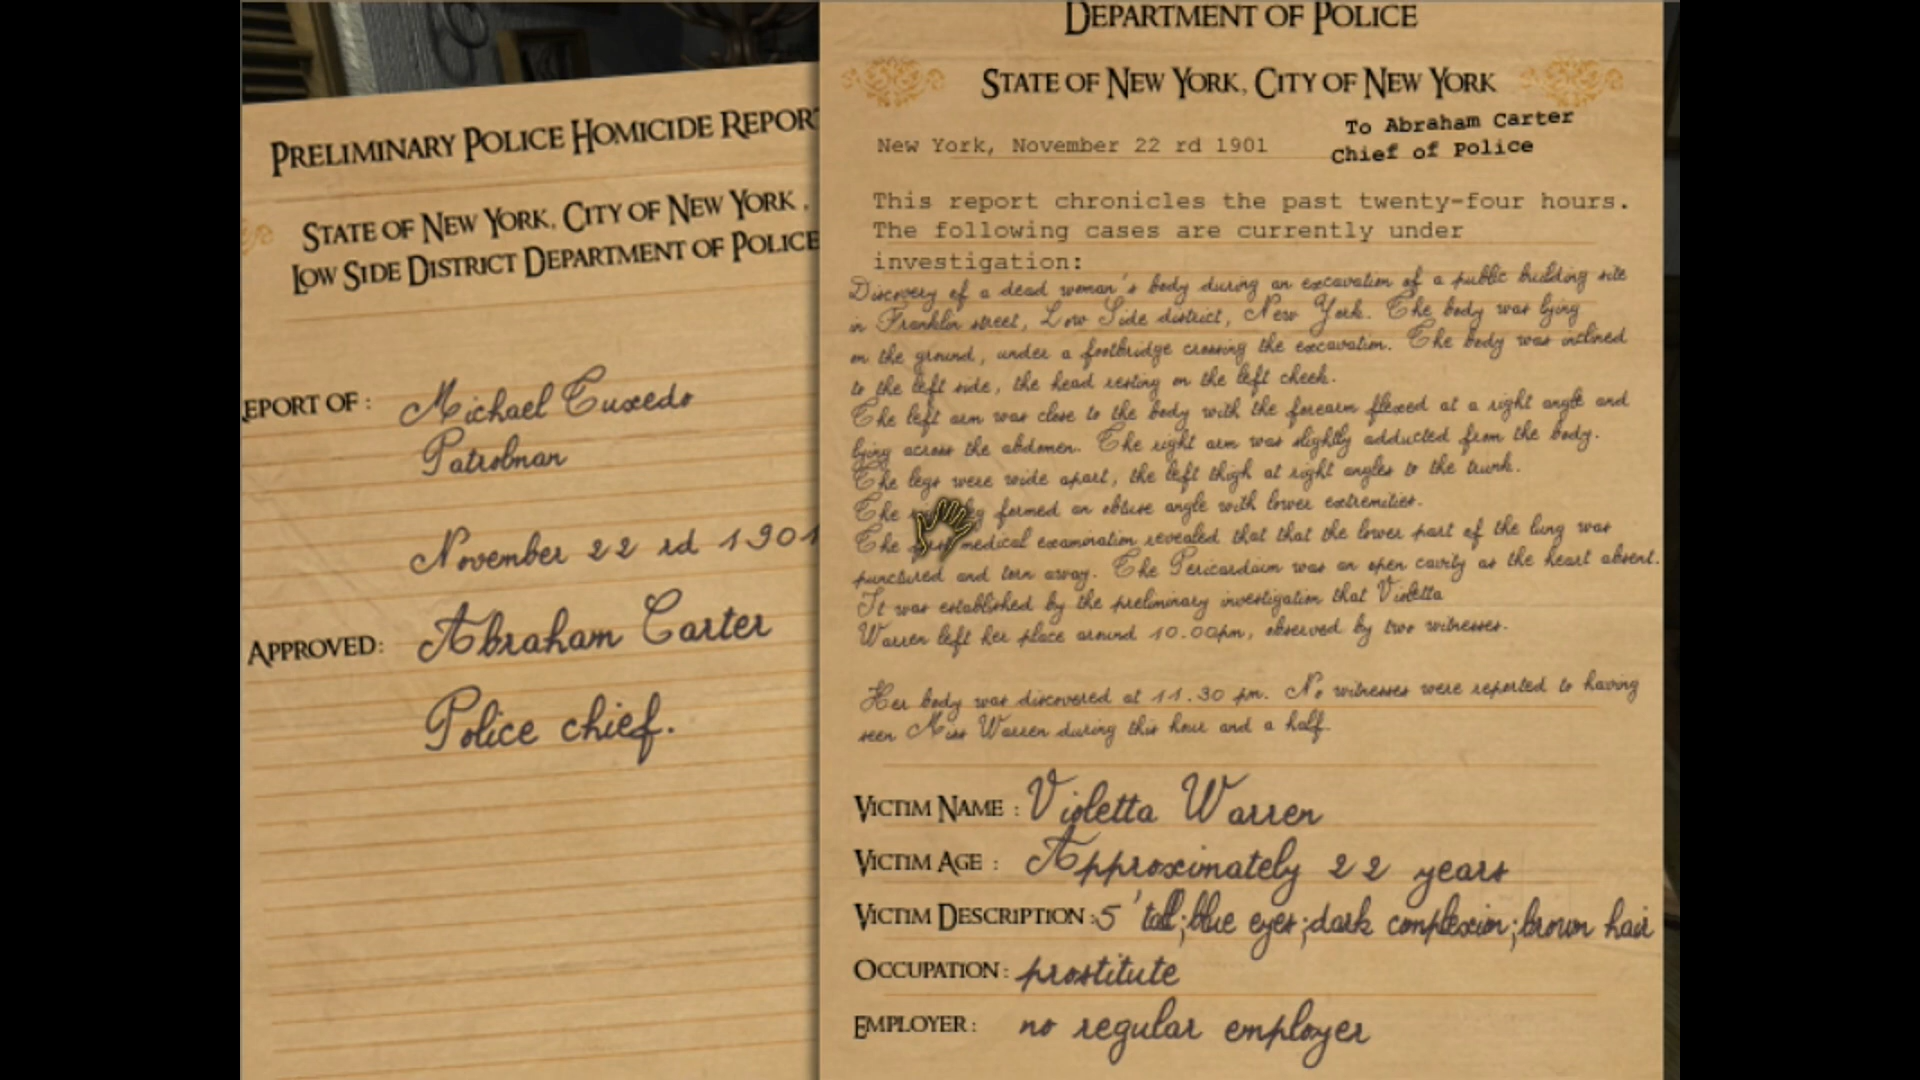 PRELIMINARY POLICE HOMICIDE REPORT
STATE OF NEW YORK, CITY OF NEW YORK,
LOW SIDE DISTRICT DEPARTMENT OF POLICE
EPORT OF: Michael Tuxedo
Patrolman
November 22 rd 1901
APPROVED: Abraham Carter
Police chief.
DEPARTMENT OF POLICE
STATE OF NEW YORK, CITY OF NEW YORK
To Abraham Carter
Chief of Police
New York, November 22 rd 1901
This report chronicles the past twenty-four hours.
The following cases are currently under
investigation:
Discovery of a dead woman's body during an excavation of a public building site
in Franklin street, Low Side district, New York. The body was lying
on the ground, under a footbridge crossing the excavation. The body was inclined
to the left side, the head resting on the left cheek.
The left arm was close to the body with the forearm flexed at a right angle and
lying across the abdomen. The right arm was slightly adducted from the body.
The legs were wide apart, the left thigh at right angles to the trunk.
The formed an obtuse angle with lower extremities.
The medical examination revealed that that the lower part of the lung was
punctured and torn away. The Pericardium was an open cavity as the heart absent.
It was established by the preliminary investigation that Violetta
Warren left her place around 10.00pm, observed by two witnesses.
Her body was discovered at 11.30 pm. No witnesses were reported to having
seen Miss Warren during this hour and a half.
VICTIM NAME: Violetta Warren
VICTIM AGE: Approximately 22 years
VICTIM DESCRIPTION: 5' tall; blue eyes; dark complexion; brown hair
OCCUPATION: prostitute
EMPLOYER: no regular employer